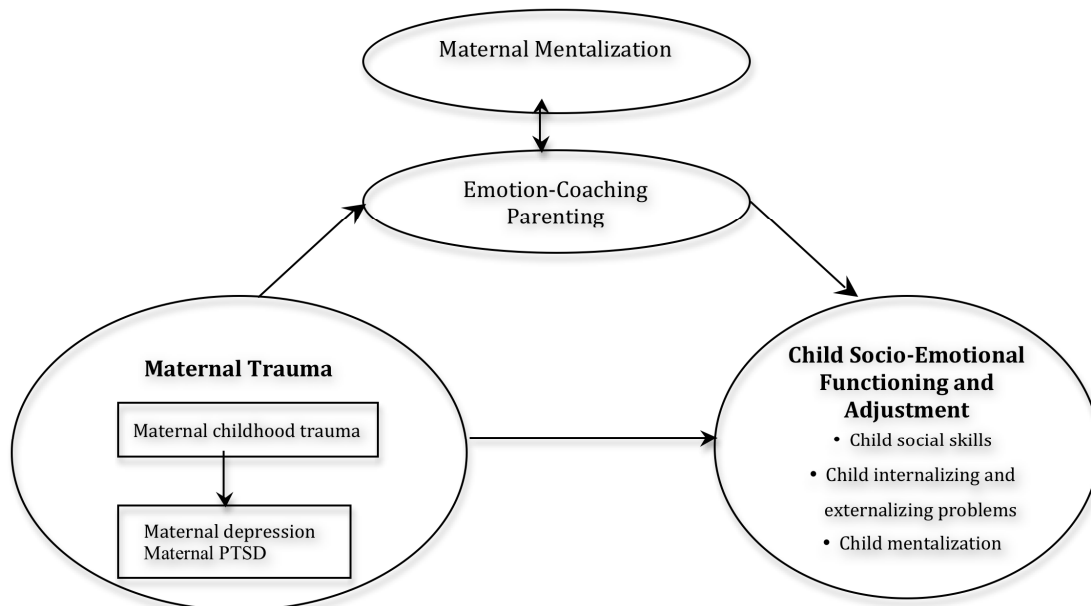 Maternal Mentalization
Emotion-Coaching
Parenting
Maternal Trauma
Maternal childhood trauma
Maternal depression
Maternal PTSD
Child Socio-Emotional
Functioning and
Adjustment
• Child social skills
• Child internalizing and
externalizing problems
• Child mentalization